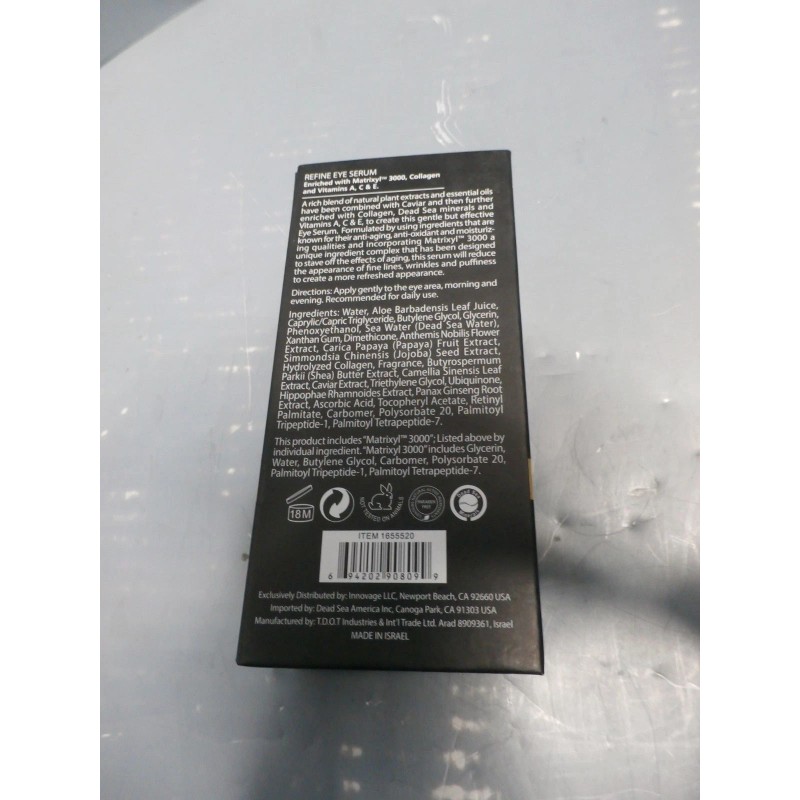 REFINE EYE SERUM
Enriched with Matrixyl™ 3000, Collagen
and Vitamins A, C & E.
A rich blend of natural plant extracts and essential oils
have been combined with Caviar and then further
enriched with Collagen, Dead Sea minerals and
Vitamins A, C & E, to create this gentle but effective
Eye Serum. Formulated by using ingredients that are
known for their anti-aging, anti-oxidant and moisturiz-
ing qualities and incorporating Matrixyl™ 3000 a
unique ingredient complex that has been designed
to stave off the effects of aging, this serum will reduce
the appearance of fine lines, wrinkles and puffiness
to create a more refreshed appearance.
Directions: Apply gently to the eye area, morning and
evening. Recommended for daily use.
Ingredients: Water, Aloe Barbadensis Leaf Juice,
Caprylic/Capric Triglyceride, Butylene Glycol, Glycerin,
Phenoxyethanol, Sea Water (Dead Sea Water),
Xanthan Gum, Dimethicone, Anthemis Nobilis Flower
Extract, Carica Papaya (Papaya) Fruit Extract,
Simmondsia Chinensis (Jojoba) Seed Extract,
Hydrolyzed Collagen, Fragrance, Butyrospermum
Parkii (Shea) Butter Extract, Camellia Sinensis Leaf
Extract, Caviar Extract, Triethylene Glycol, Ubiquinone,
Hippophae Rhamnoides Extract, Panax Ginseng Root
Extract, Ascorbic Acid, Tocopheryl Acetate, Retinyl
Palmitate, Carbomer, Polysorbate 20, Palmitoyl
Tripeptide-1, Palmitoyl Tetrapeptide-7.
This product includes "Matrixyl™ 3000"; Listed above by
individual ingredient. "Matrixyl 3000" includes Glycerin,
Water, Butylene Glycol, Carbomer, Polysorbate 20,
Palmitoyl Tripeptide-1, Palmitoyl Tetrapeptide-7.
18M
NOT TESTED ON ANIMALS
PARABEN FREE
ITEM 1655520
6 94202 90809 9
Exclusively Distributed by: Innovage LLC, Newport Beach, CA 92660 USA
Imported by: Dead Sea America Inc, Canoga Park, CA 91303 USA
Manufactured by: T.D.O.T Industries & Int'l Trade Ltd. Arad 8909361, Israel
MADE IN ISRAEL